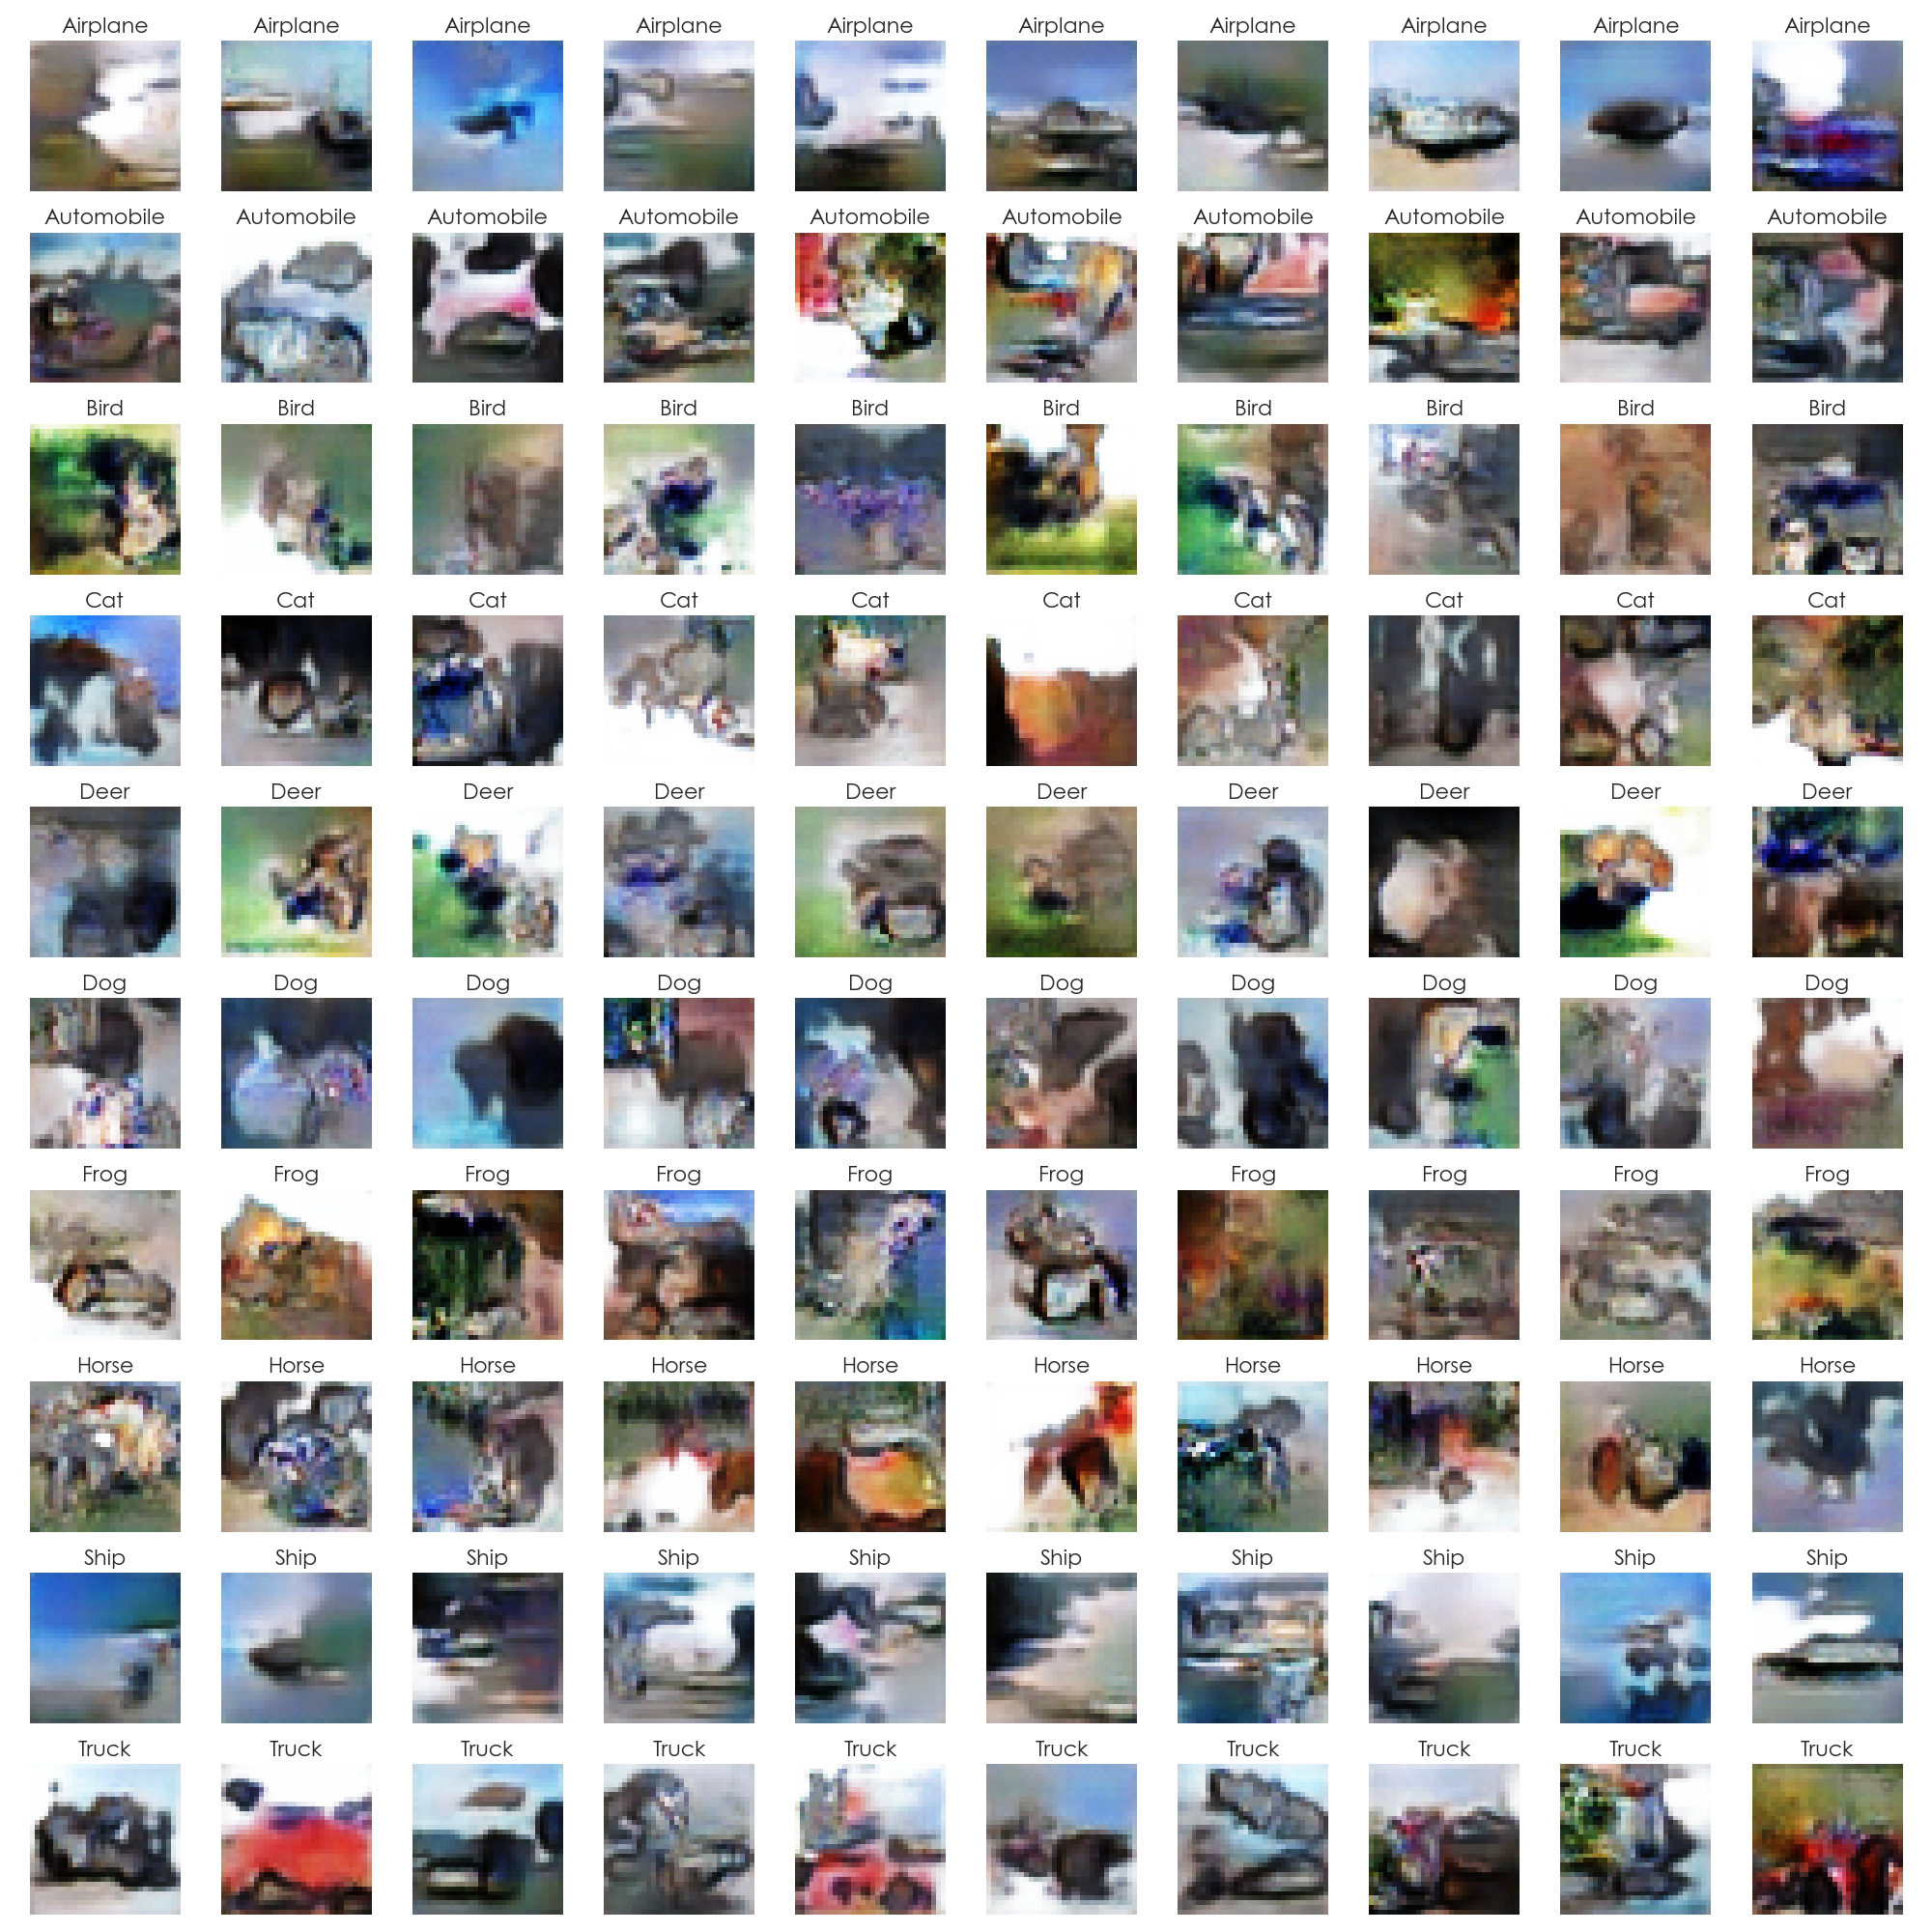 Airplane Airplane Airplane Airplane Airplane Airplane Airplane Airplane Airplane Airplane
Automobile Automobile Automobile Automobile Automobile Automobile Automobile Automobile Automobile Automobile
Bird Bird Bird Bird Bird Bird Bird Bird Bird Bird
Cat Cat Cat Cat Cat Cat Cat Cat Cat Cat
Deer Deer Deer Deer Deer Deer Deer Deer Deer Deer
Dog Dog Dog Dog Dog Dog Dog Dog Dog Dog
Frog Frog Frog Frog Frog Frog Frog Frog Frog Frog
Horse Horse Horse Horse Horse Horse Horse Horse Horse Horse
Ship Ship Ship Ship Ship Ship Ship Ship Ship Ship
Truck Truck Truck Truck Truck Truck Truck Truck Truck Truck